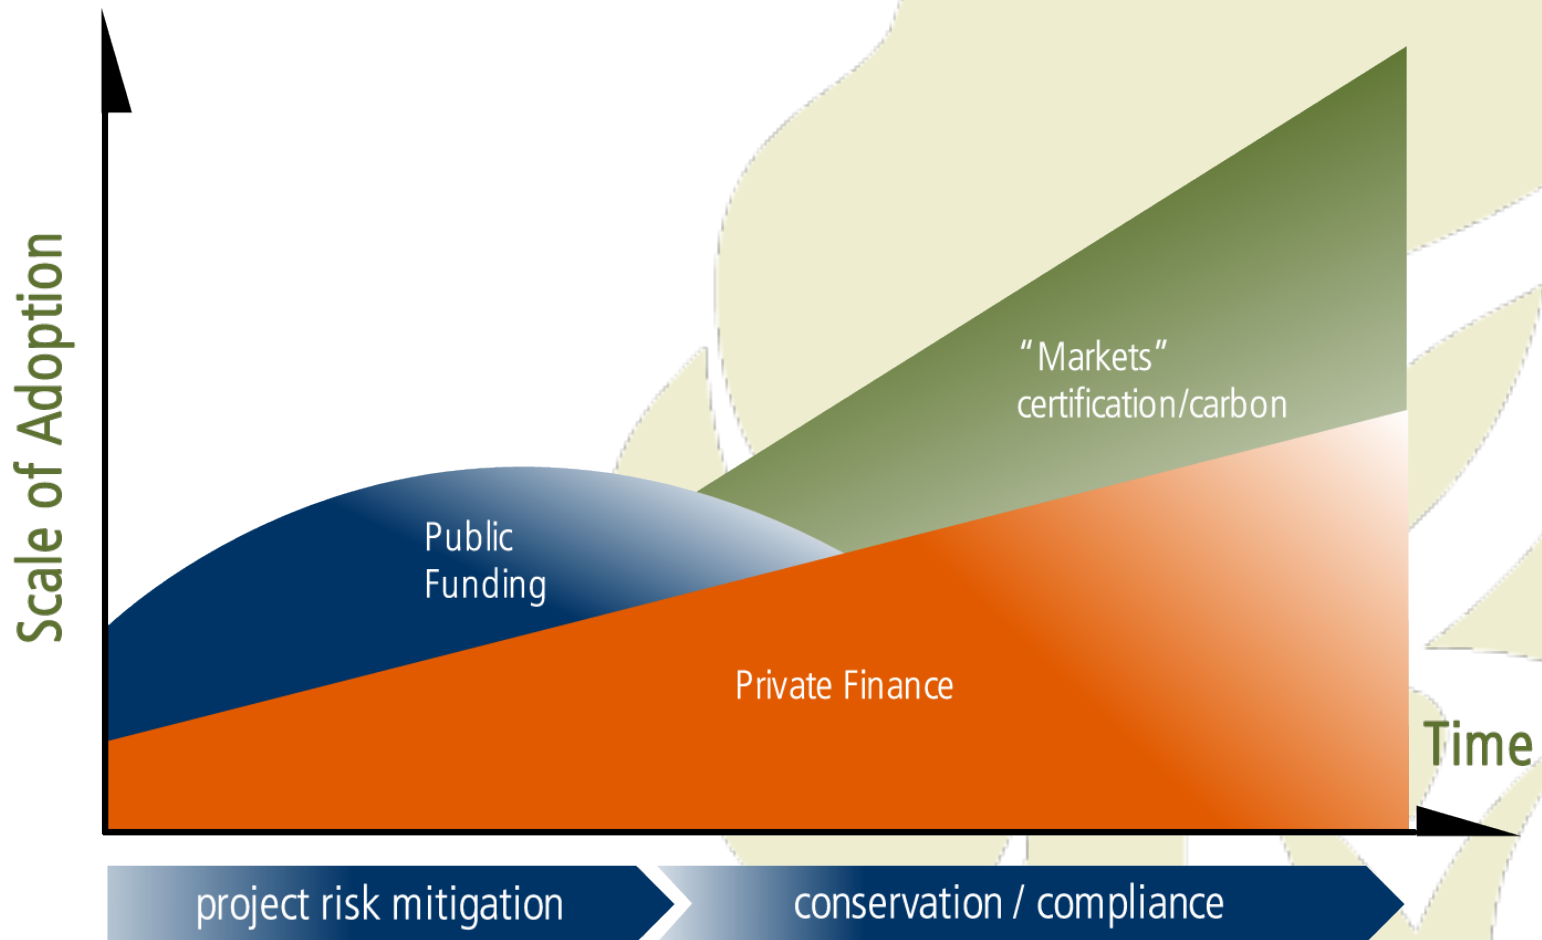 Scale of Adoption
Public
Funding
“Markets”
certification/carbon
Private Finance
Time
project risk mitigation
conservation / compliance